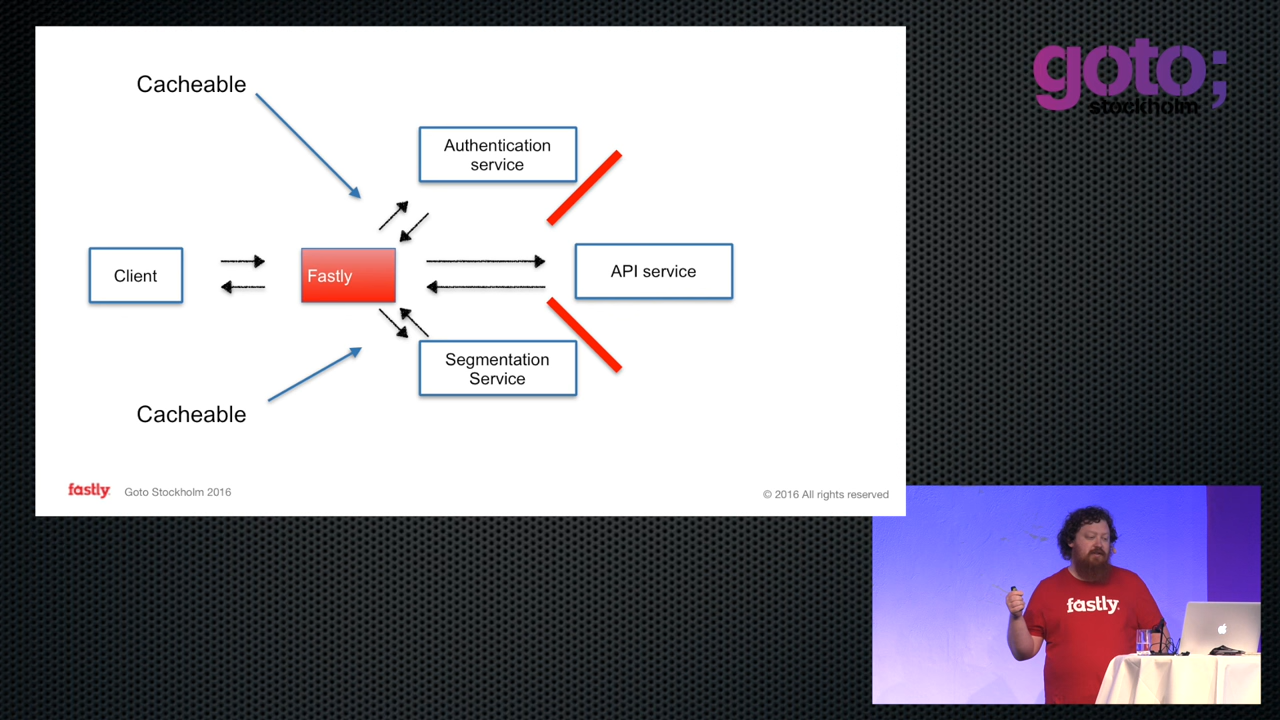 Cacheable
Authentication
service
Client
Fastly
API service
Segmentation
Service
Cacheable
fastly
Goto Stockholm 2016
© 2016 All rights reserved
goto;
stockholm
fastly.